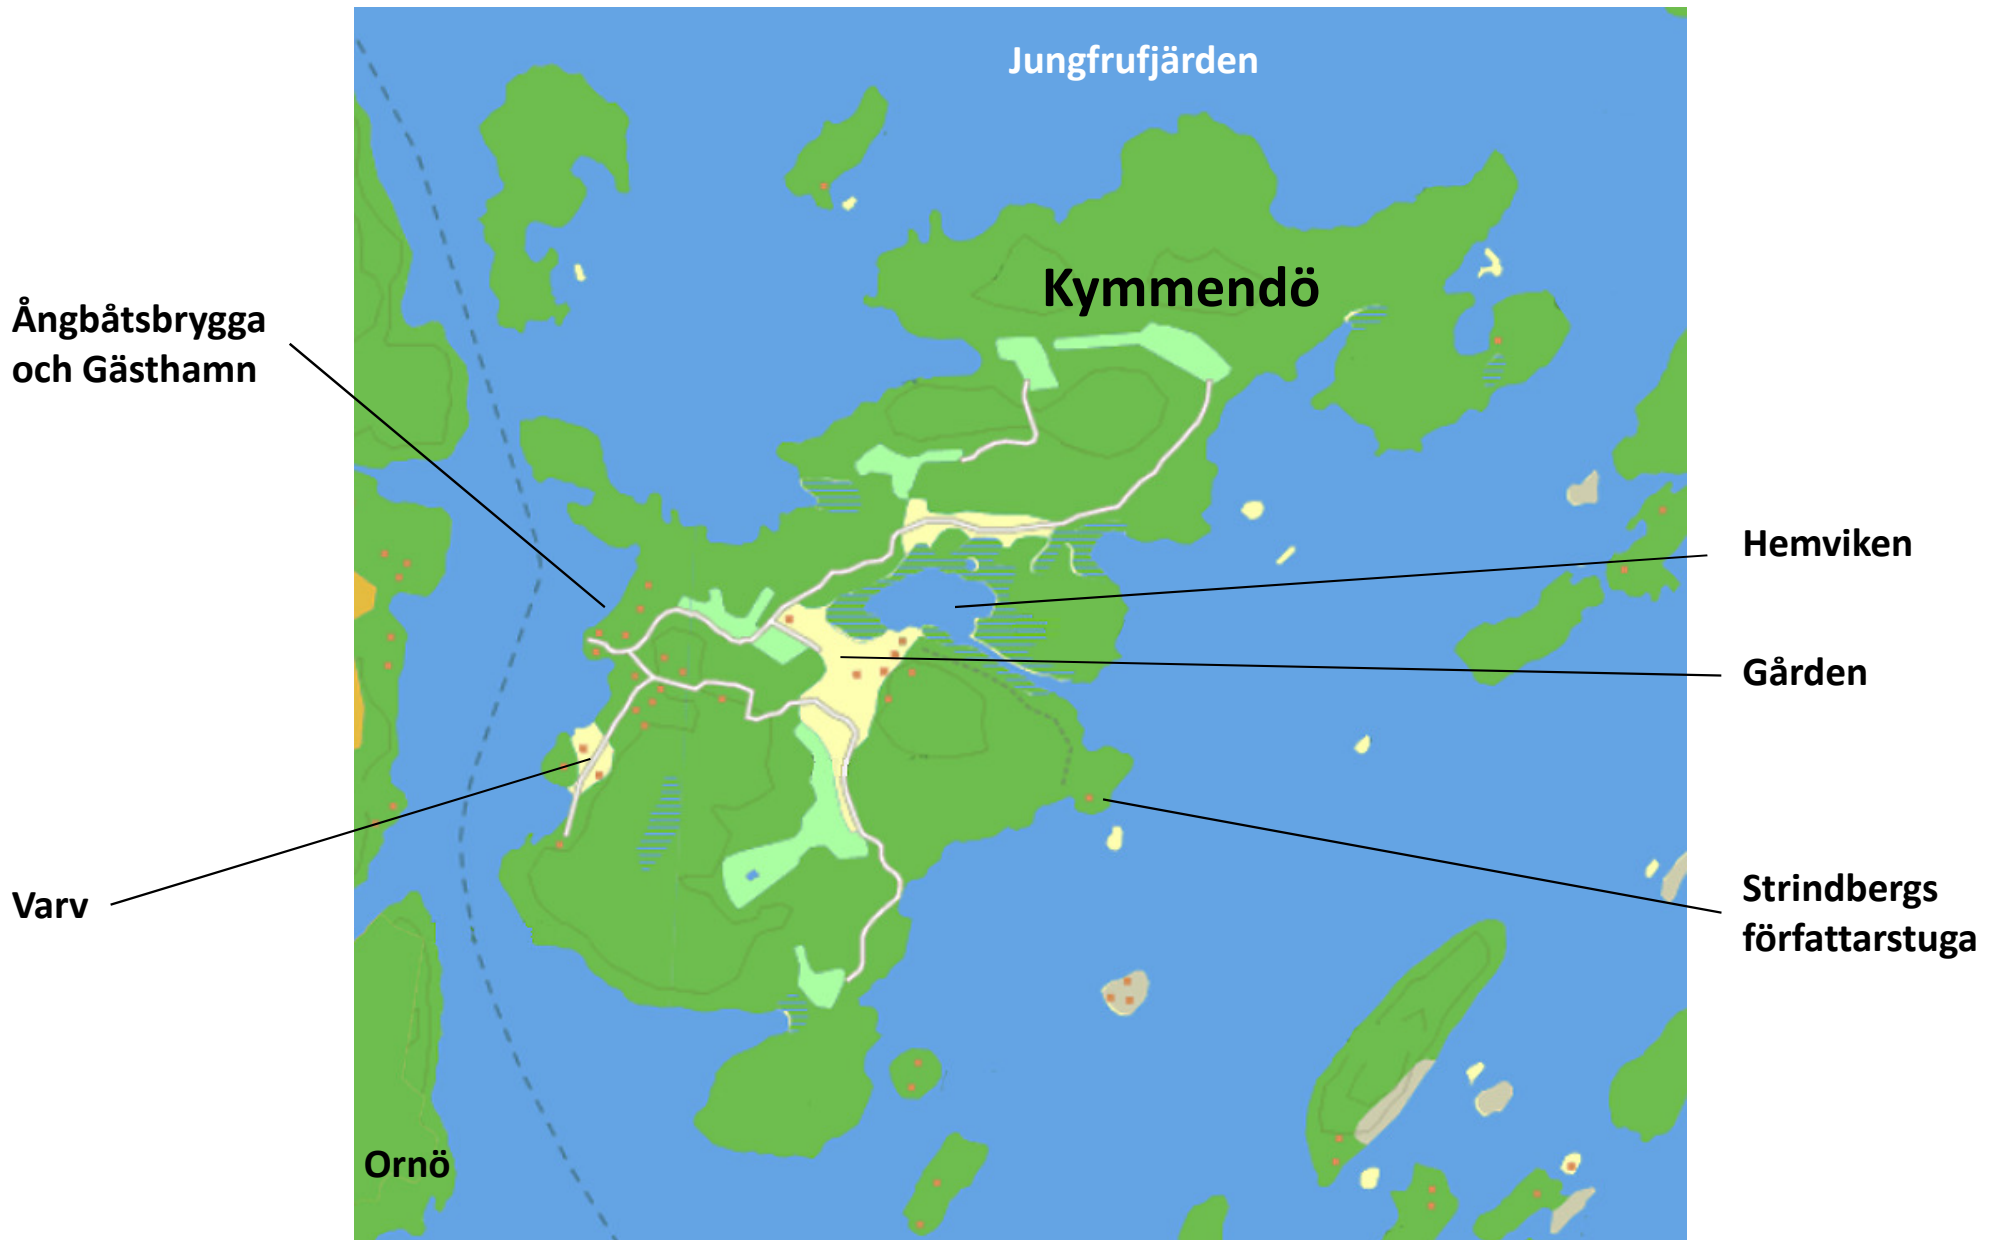 Jungfrufjärden
Kymmendö
Ångbåtsbrygga
och Gästhamn
Hemviken
Gården
Varv
Strindbergs
författarstuga
Ornö